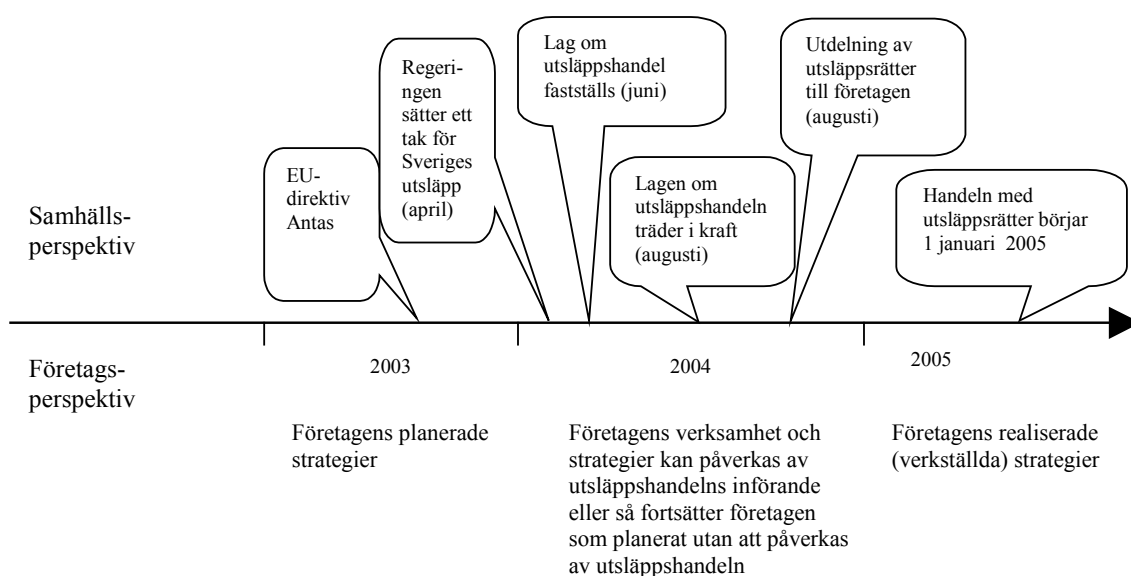 Lag om
utsläppshandel
fastställs (juni)
Utdelning av
utsläppsrätter
till företagen
(augusti)
Regeri-
ngen
sätter ett
tak för
Sveriges
utsläpp
(april)
EU-
direktiv
Antas
Lagen om
utsläppshandeln
träder i kraft
(augusti)
Handeln med
utsläppsrätter börjar
1 januari  2005
Samhälls-
perspektiv
Företags-
perspektiv
2003
2004
2005
Företagens planerade
strategier
Företagens verksamhet och
strategier kan påverkas av
utsläppshandelns införande
eller så fortsätter företagen
som planerat utan att påverkas
av utsläppshandeln
Företagens realiserade
(verkställda) strategier